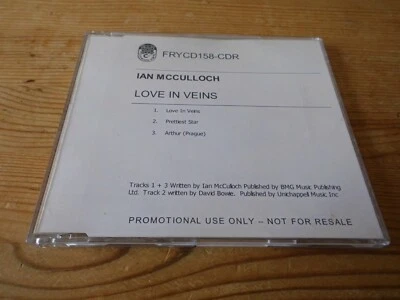 FRYCD158-CDR
IAN MCCULLOCH
LOVE IN VEINS
1. Love In Veins
2. Prettiest Star
3. Arthur (Prague)
Tracks 1 + 3 Written by Ian McCulloch Published by BMG Music Publishing
Ltd. Track 2 written by David Bowie. Published by Unichappell Music Inc.
PROMOTIONAL USE ONLY – NOT FOR RESALE